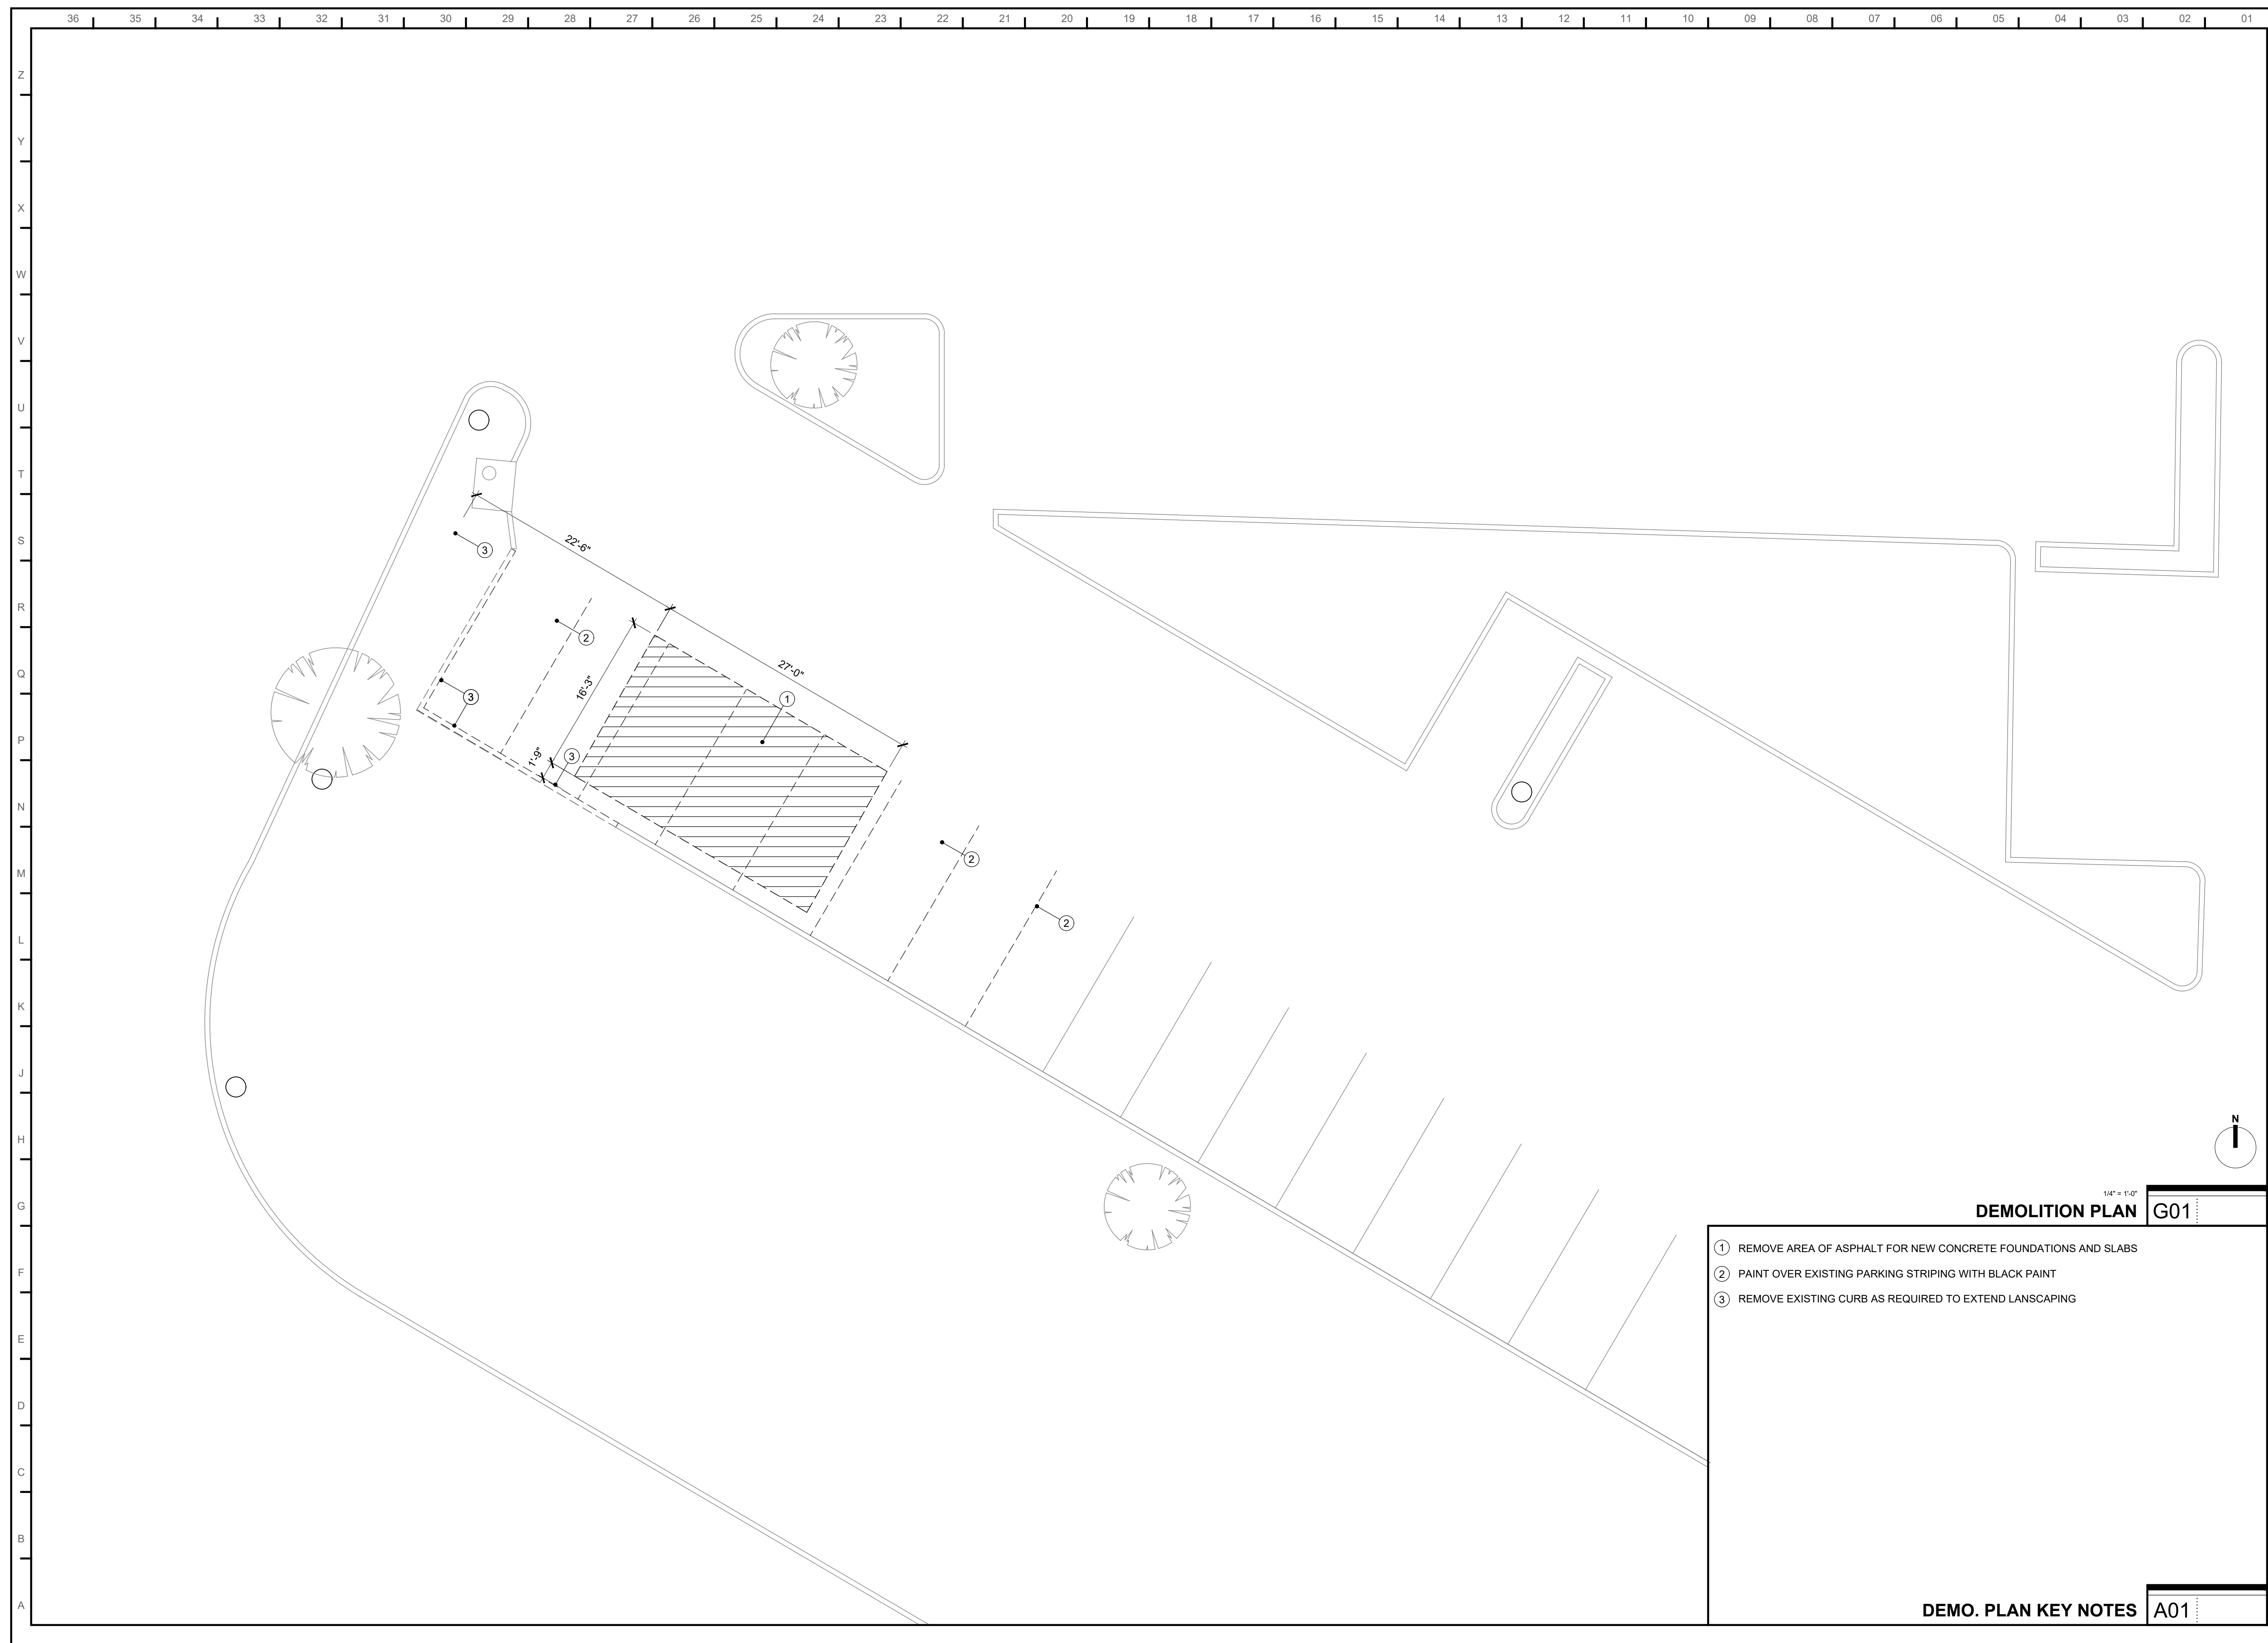 36 35 34 33 32 31 30 29 28 27 26 25 24 23 22 21 20 19 18 17 16 15 14 13 12 11 10 09 08 07 06 05 04 03 02 01
Z
Y
X
W
V
U
T
S
R
Q
P
N
M
L
K
J
H
G
F
E
D
C
B
A
22'-6"
3
2
27'-0"
16'-3"
1
3
1'-9"
3
2
2
N
1/4" = 1'-0"
DEMOLITION PLAN G01
1 REMOVE AREA OF ASPHALT FOR NEW CONCRETE FOUNDATIONS AND SLABS
2 PAINT OVER EXISTING PARKING STRIPING WITH BLACK PAINT
3 REMOVE EXISTING CURB AS REQUIRED TO EXTEND LANSCAPING
DEMO. PLAN KEY NOTES A01